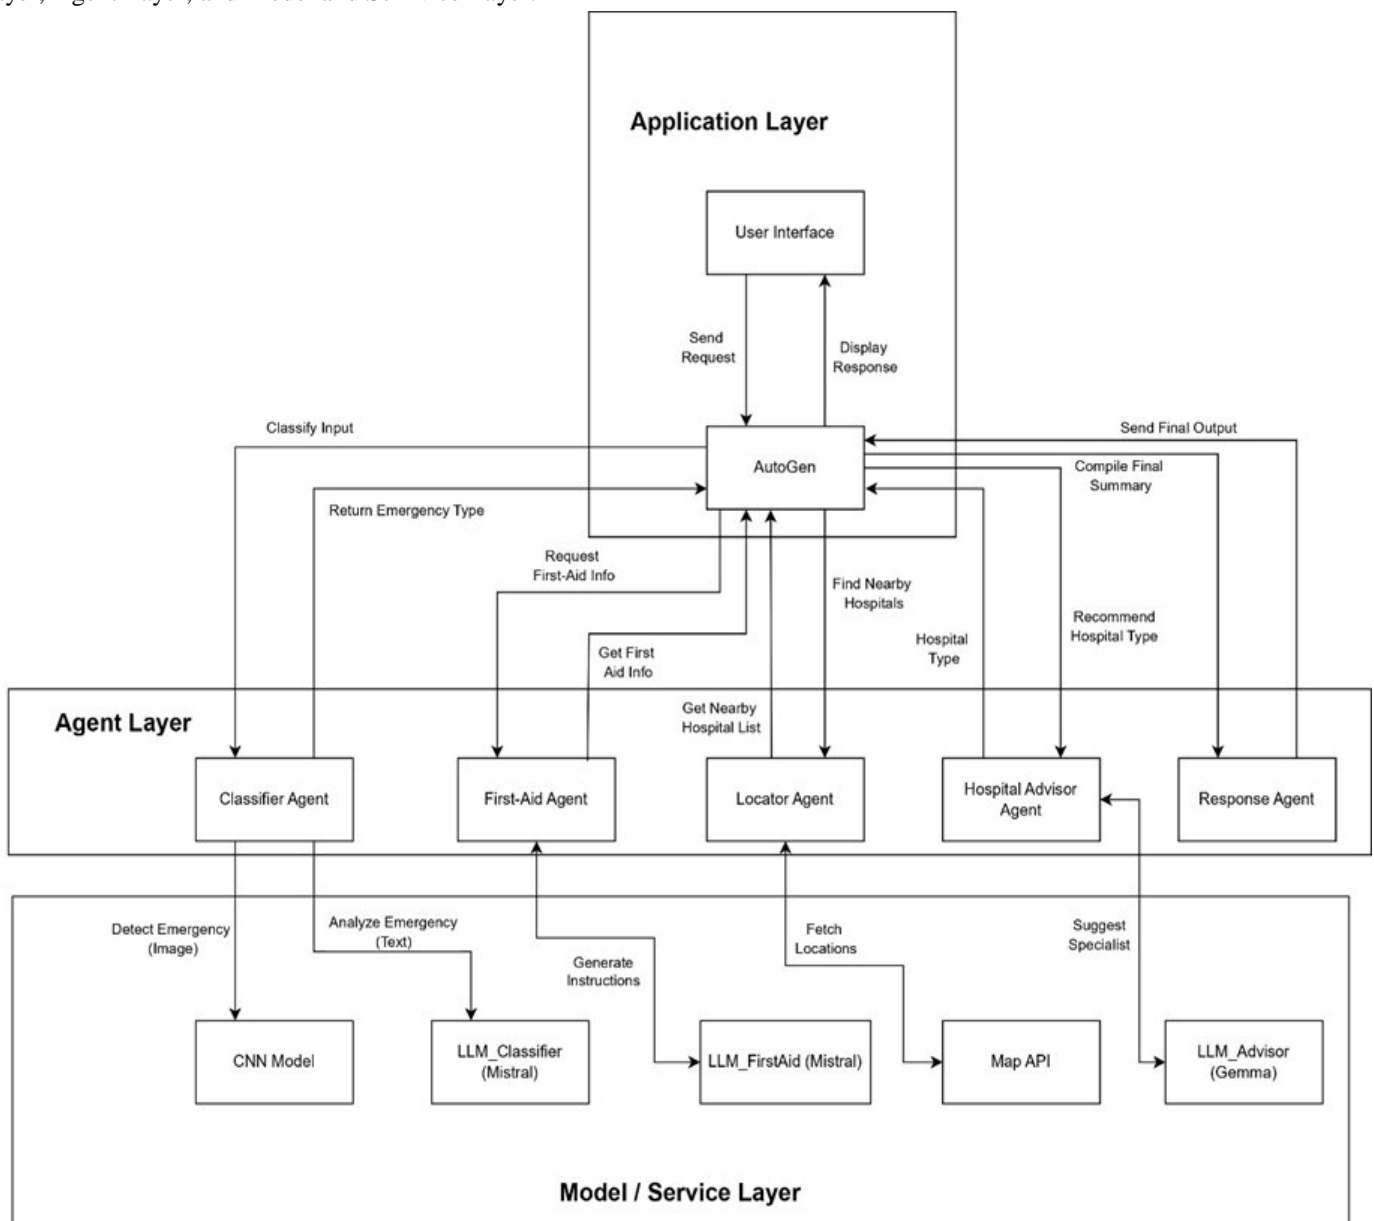 Application Layer
User Interface
Send
Request
Display
Response
Classify Input
Send Final Output
AutoGen
Compile Final
Summary
Return Emergency Type
Request
First-Aid Info
Find Nearby
Hospitals
Recommend
Hospital Type
Hospital
Type
Get First
Aid Info
Agent Layer
Get Nearby
Hospital List
Classifier Agent
First-Aid Agent
Locator Agent
Hospital Advisor
Agent
Response Agent
Detect Emergency
(Image)
Analyze Emergency
(Text)
Generate
Instructions
Fetch
Locations
Suggest
Specialist
CNN Model
LLM_Classifier
(Mistral)
LLM_FirstAid (Mistral)
Map API
LLM_Advisor
(Gemma)
Model / Service Layer